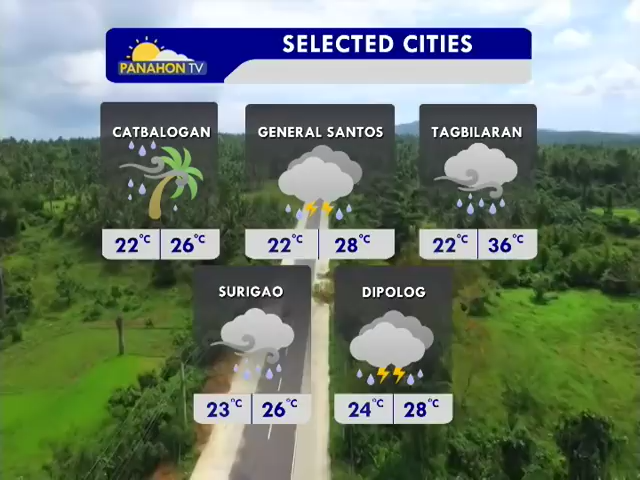 PANAHON TV
SELECTED CITIES
CATBALOGAN
GENERAL SANTOS
TAGBILARAN
22°C 26°C
22°C 28°C
22°C 36°C
SURIGAO
DIPOLOG
23°C 26°C
24°C 28°C